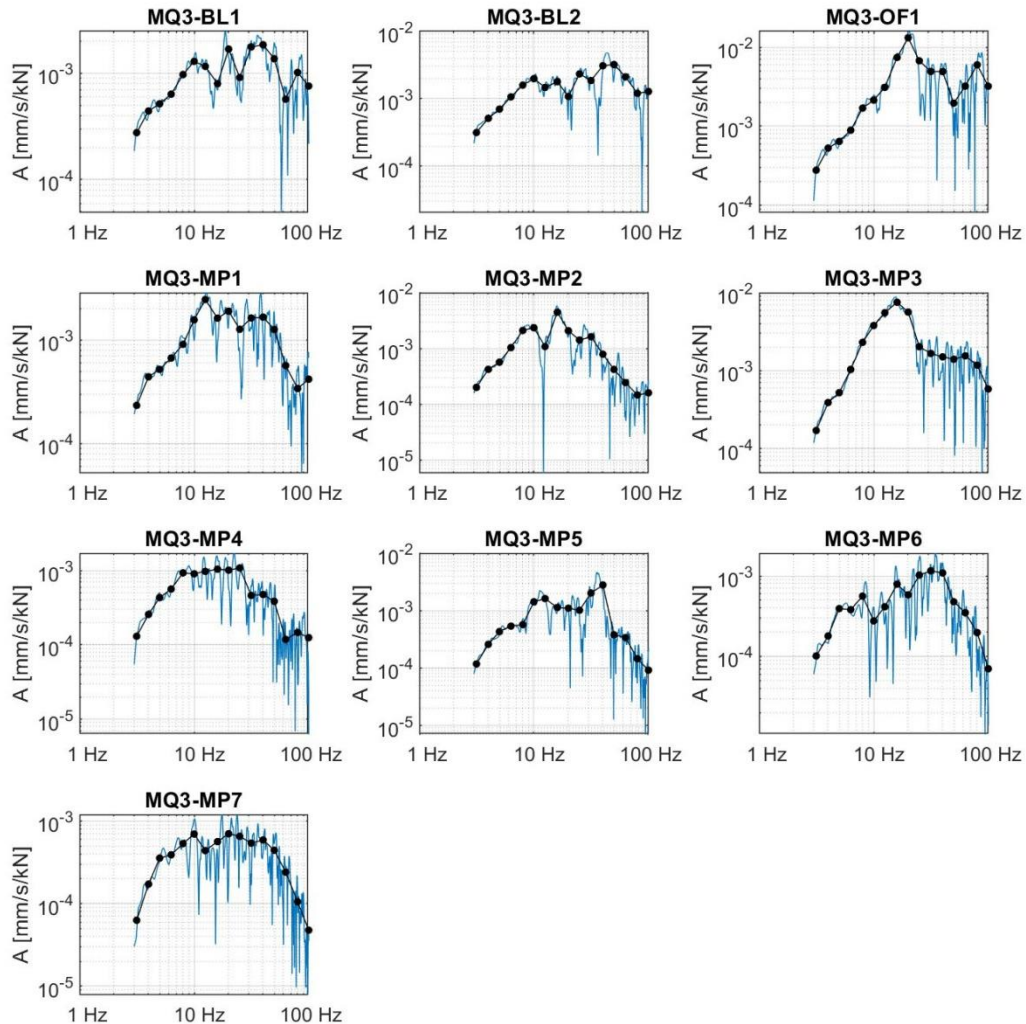 MQ3-BL1
A [mm/s/kN]
10⁻³
10⁻⁴
1 Hz 10 Hz 100 Hz
MQ3-BL2
A [mm/s/kN]
10⁻²
10⁻³
10⁻⁴
1 Hz 10 Hz 100 Hz
MQ3-OF1
A [mm/s/kN]
10⁻²
10⁻³
10⁻⁴
1 Hz 10 Hz 100 Hz
MQ3-MP1
A [mm/s/kN]
10⁻³
10⁻⁴
1 Hz 10 Hz 100 Hz
MQ3-MP2
A [mm/s/kN]
10⁻²
10⁻³
10⁻⁴
10⁻⁵
1 Hz 10 Hz 100 Hz
MQ3-MP3
A [mm/s/kN]
10⁻²
10⁻³
10⁻⁴
1 Hz 10 Hz 100 Hz
MQ3-MP4
A [mm/s/kN]
10⁻³
10⁻⁴
10⁻⁵
1 Hz 10 Hz 100 Hz
MQ3-MP5
A [mm/s/kN]
10⁻²
10⁻³
10⁻⁴
10⁻⁵
1 Hz 10 Hz 100 Hz
MQ3-MP6
A [mm/s/kN]
10⁻³
10⁻⁴
1 Hz 10 Hz 100 Hz
MQ3-MP7
A [mm/s/kN]
10⁻³
10⁻⁴
10⁻⁵
1 Hz 10 Hz 100 Hz